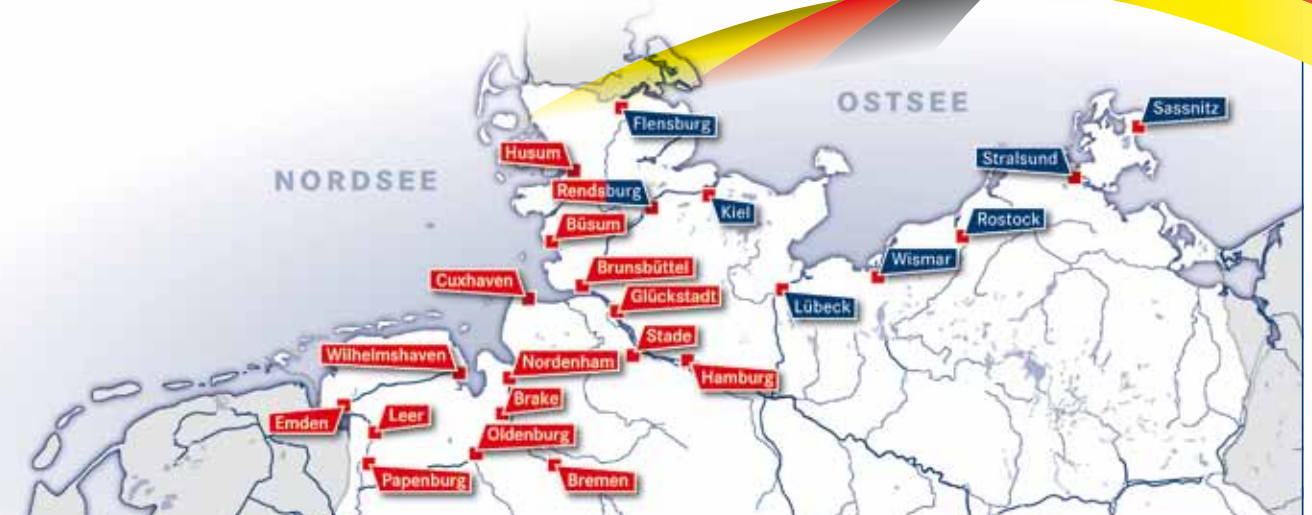 OSTSEE
Sassnitz
Flensburg
Husum
Stralsund
NORDSEE
Rendsburg
Kiel
Büsum
Rostock
Wismar
Brunsbüttel
Cuxhaven
Glückstadt
Lübeck
Stade
Wilhelmshaven
Nordenham
Hamburg
Brake
Leer
Emden
Oldenburg
Papenburg
Bremen